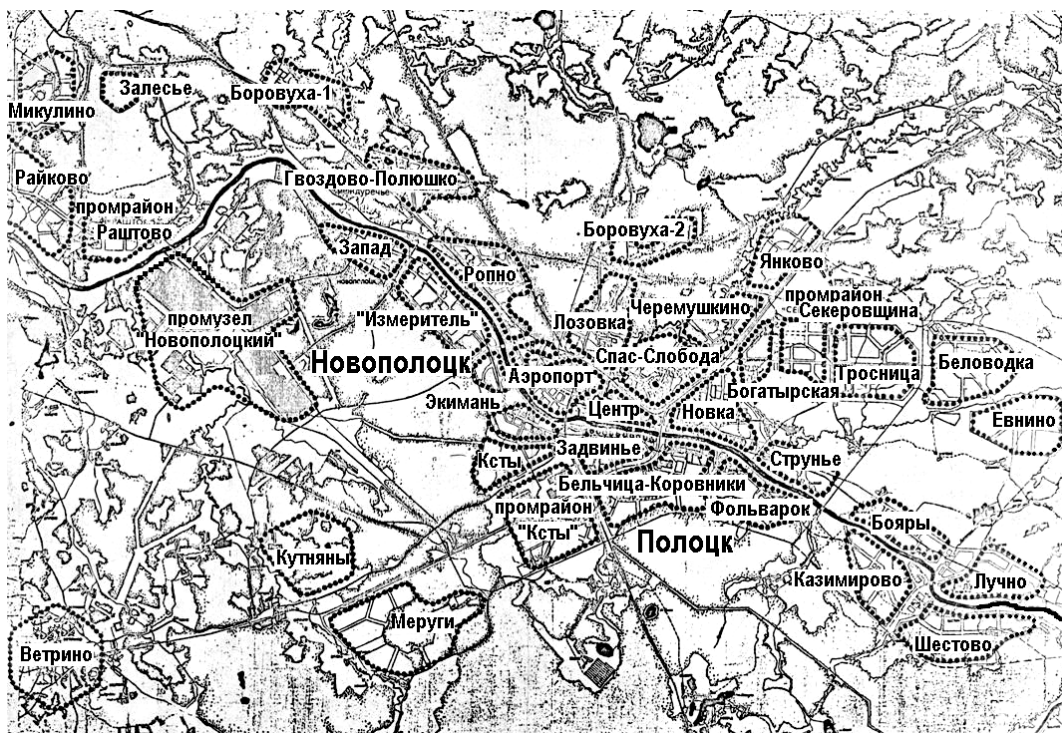 Залесье
Боровуха-1
Микулино
Райково
промрайон
Раштово
Гвоздово-Полюшко
Боровуха-2
Запад
Ропно
Янково
промузел
"Новополоцкий"
"Измеритель"
Лозовка
Черемушкино
промрайон
Секеровщина
Новополоцк
Спас-Слобода
Аэропорт
Богатырская
Гросница
Беловодка
Экимань
Центр
Новка
Евнино
Ксты
Задвинье
Струнье
Бельчица-Коровники
промрайон
"Ксты"
Фольварок
Полоцк
Бояры
Кутняны
Казимирово
Лучно
Меруги
Ветрино
Шестово